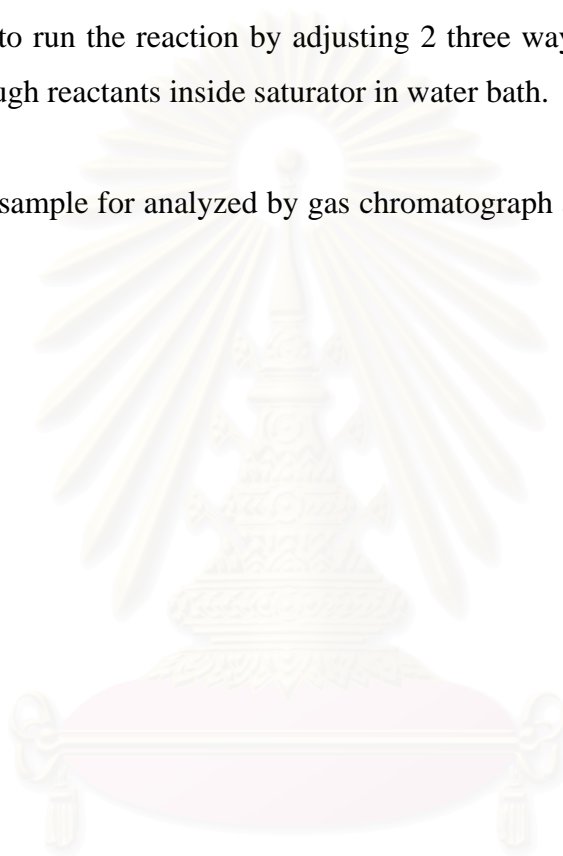 to run the reaction by adjusting 2 three way
ugh reactants inside saturator in water bath.
sample for analyzed by gas chromatograph